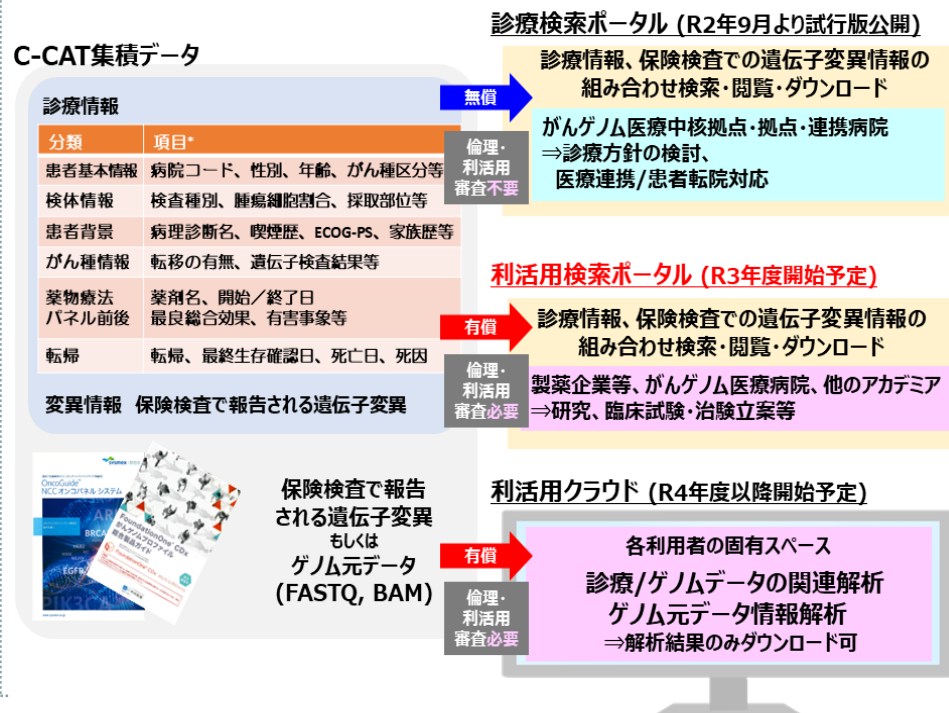 C-CAT集積データ
診療情報
分類 項目*
患者基本情報 病院コード、性別、年齢、がん種区分等
検体情報 検査種別、腫瘍細胞割合、採取部位等
患者背景 病理診断名、喫煙歴、ECOG-PS、家族歴等
がん種情報 転移の有無、遺伝子検査結果等
薬物療法
パネル前後
薬剤名、開始／終了日
最良総合効果、有害事象等
転帰 転帰、最終生存確認日、死亡日、死因
変異情報 保険検査で報告される遺伝子変異
sysmex
OncoGuide
NCC オンコパネル システム
BRCA
EGFR
PIK3CA
FoundationOne CDx
がんゲノムプロファイル
保険検査で報告
される遺伝子変異
もしくは
ゲノム元データ
(FASTQ, BAM)
診療検索ポータル (R2年9月より試行版公開)
無償
倫理・
利活用
審査不要
診療情報、保険検査での遺伝子変異情報の
組み合わせ検索・閲覧・ダウンロード
がんゲノム医療中核拠点・拠点・連携病院
⇒診療方針の検討、
医療連携/患者転院対応
利活用検索ポータル (R3年度開始予定)
有償
倫理・
利活用
審査必要
診療情報、保険検査での遺伝子変異情報の
組み合わせ検索・閲覧・ダウンロード
製薬企業等、がんゲノム医療病院、他のアカデミア
⇒研究、臨床試験・治験立案等
利活用クラウド (R4年度以降開始予定)
有償
倫理・
利活用
審査必要
各利用者の固有スペース
診療/ゲノムデータの関連解析
ゲノム元データ情報解析
⇒解析結果のみダウンロード可